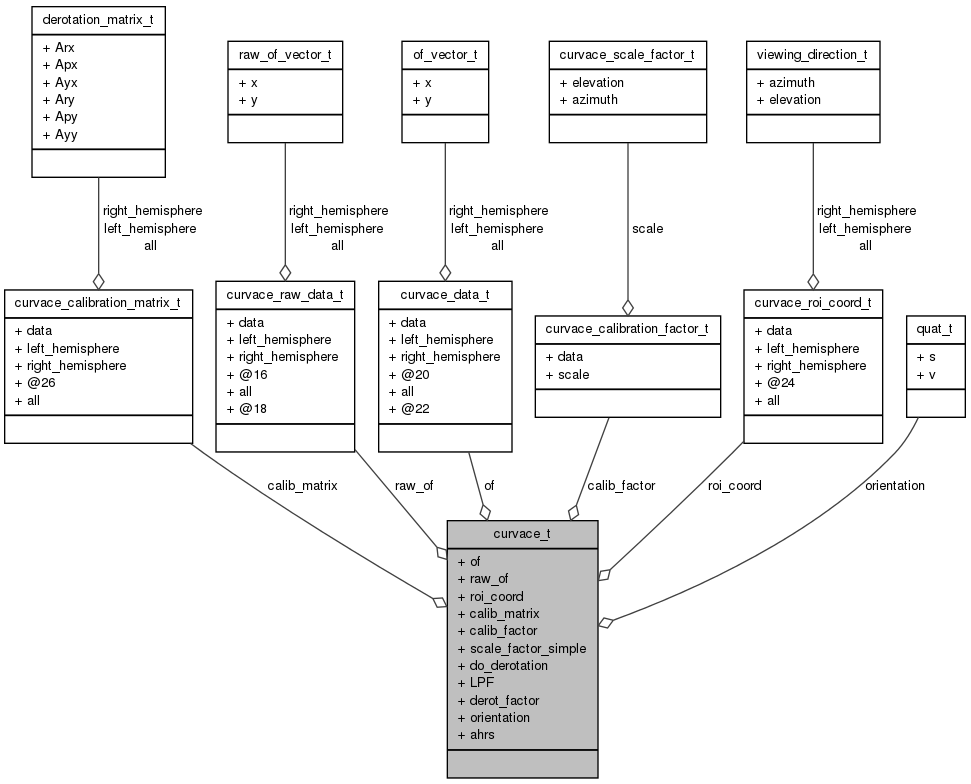 derotation_matrix_t
+ Arx
+ Apx
+ Ayx
+ Ary
+ Apy
+ Ayy
raw_of_vector_t
+ x
+ y
of_vector_t
+ x
+ y
curvace_scale_factor_t
+ elevation
+ azimuth
viewing_direction_t
+ azimuth
+ elevation
right_hemisphere
left_hemisphere
all
right_hemisphere
left_hemisphere
all
right_hemisphere
left_hemisphere
all
scale
right_hemisphere
left_hemisphere
all
curvace_calibration_matrix_t
+ data
+ left_hemisphere
+ right_hemisphere
+ @26
+ all
curvace_raw_data_t
+ data
+ left_hemisphere
+ right_hemisphere
+ @16
+ all
+ @18
curvace_data_t
+ data
+ left_hemisphere
+ right_hemisphere
+ @20
+ all
+ @22
curvace_calibration_factor_t
+ data
+ scale
curvace_roi_coord_t
+ data
+ left_hemisphere
+ right_hemisphere
+ @24
+ all
quat_t
+ s
+ v
calib_matrix
raw_of
of
calib_factor
roi_coord
orientation
curvace_t
+ of
+ raw_of
+ roi_coord
+ calib_matrix
+ calib_factor
+ scale_factor_simple
+ do_derotation
+ LPF
+ derot_factor
+ orientation
+ ahrs